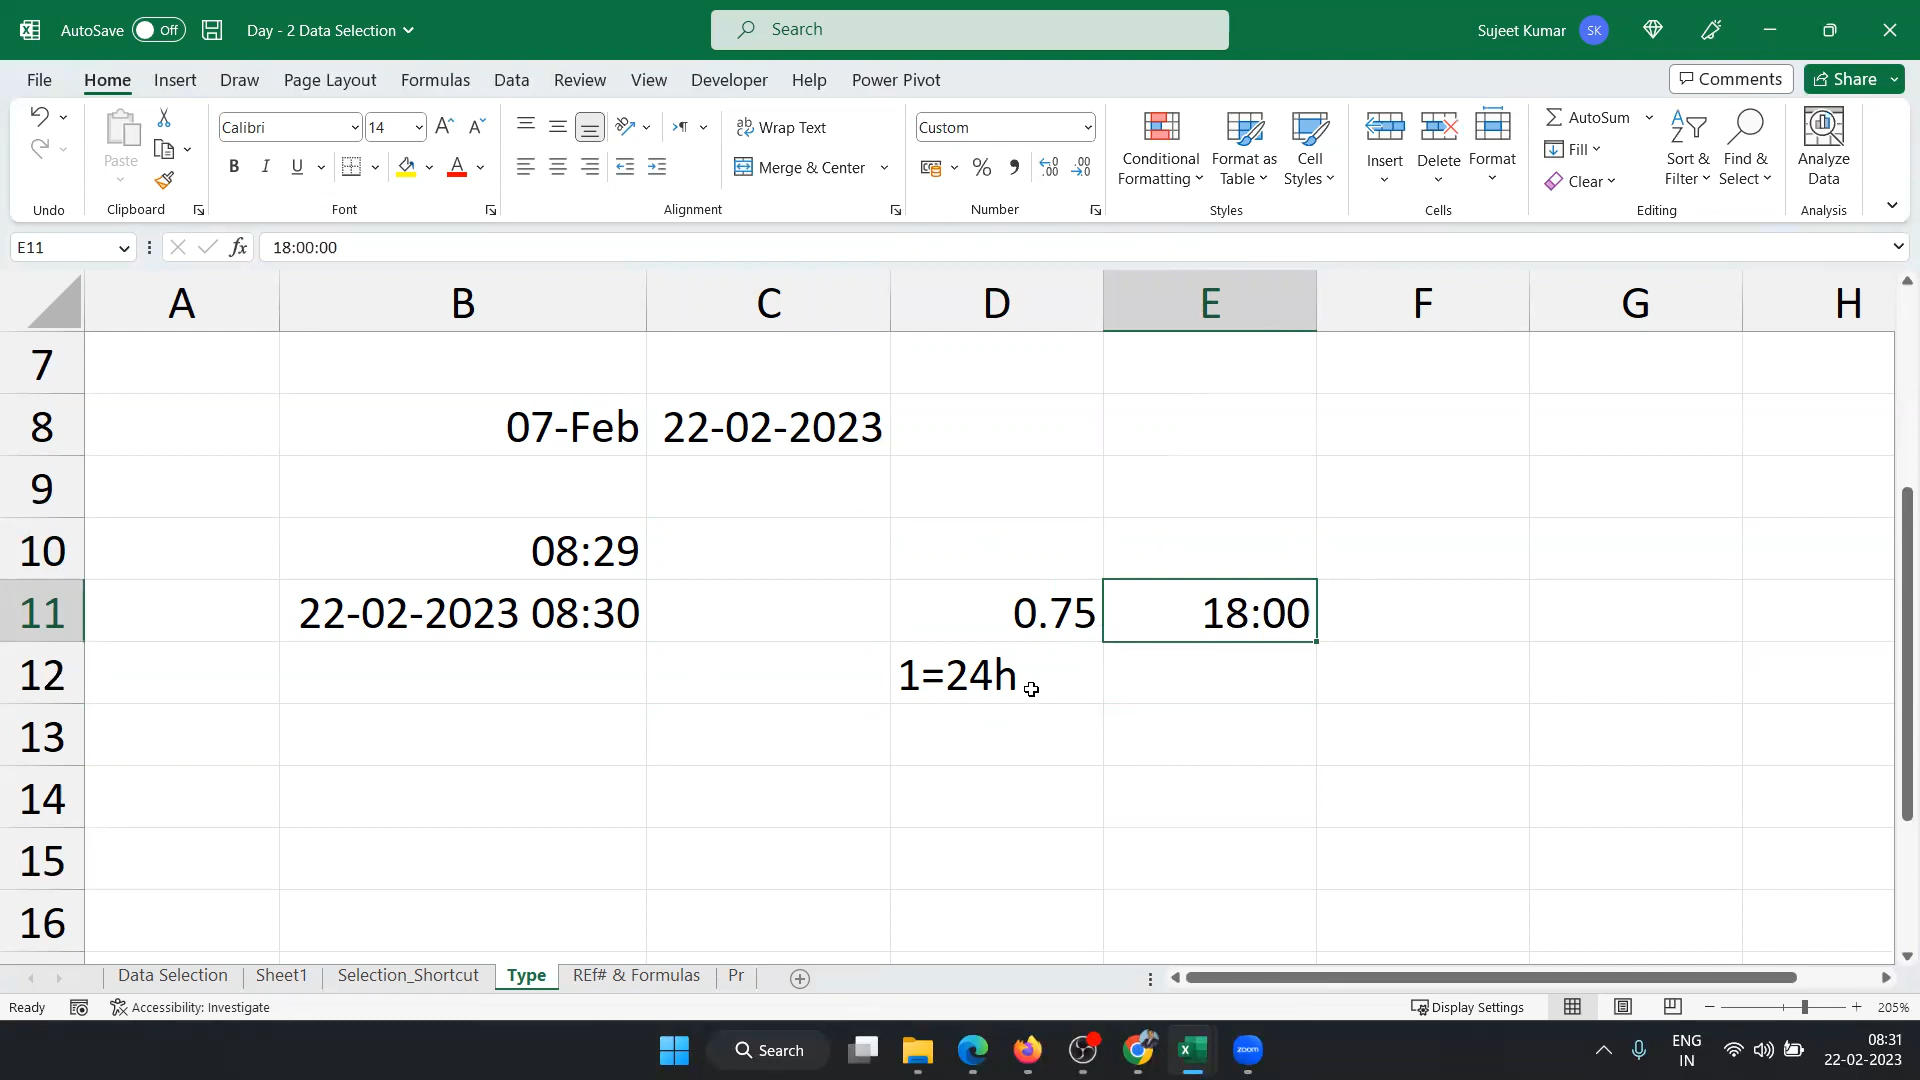 AutoSave Off Day - 2 Data Selection Search Sujeet Kumar SK
File Home Insert Draw Page Layout Formulas Data Review View Developer Help Power Pivot Comments Share
Paste
Undo Clipboard
Calibri 14
B I U A
Font
ab Wrap Text
Merge & Center
Alignment
Custom
%
Number
Conditional Formatting
Format as Table
Cell Styles
Styles
Insert Delete Format
Cells
AutoSum
Fill
Clear
Sort & Filter
Find & Select
Editing
Analyze Data
Analysis
E11 fx 18:00:00
A B C D E F G H
7
8 07-Feb 22-02-2023
9
10 08:29
11 22-02-2023 08:30 0.75 18:00
12 1=24h
13
14
15
16
Data Selection Sheet1 Selection_Shortcut Type REf# & Formulas Pr
Ready Accessibility: Investigate Display Settings 205%
Search zoom ENG IN 08:31 22-02-2023